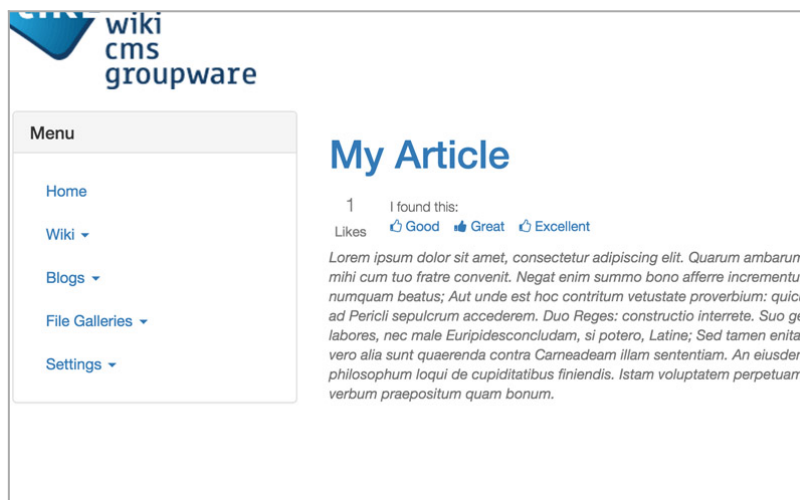 wiki
cms
groupware
Menu
Home
Wiki
Blogs
File Galleries
Settings
My Article
1
Likes
I found this:
Good Great Excellent
Lorem ipsum dolor sit amet, consectetur adipiscing elit. Quarum ambarum
mihi cum tuo fratre convenit. Negat enim summo bono afferre incrementu
numquam beatus; Aut unde est hoc contritum vetustate proverbium: quic
ad Pericli sepulcrum accederem. Duo Reges: constructio interrete. Suo ge
labores, nec male Euripidesconcludam, si potero, Latine; Sed tamen enita
vero alia sunt quaerenda contra Carneadeam illam sententiam. An eiusden
philosophum loqui de cupiditatibus finiendis. Istam voluptatem perpetuam
verbum praepositum quam bonum.